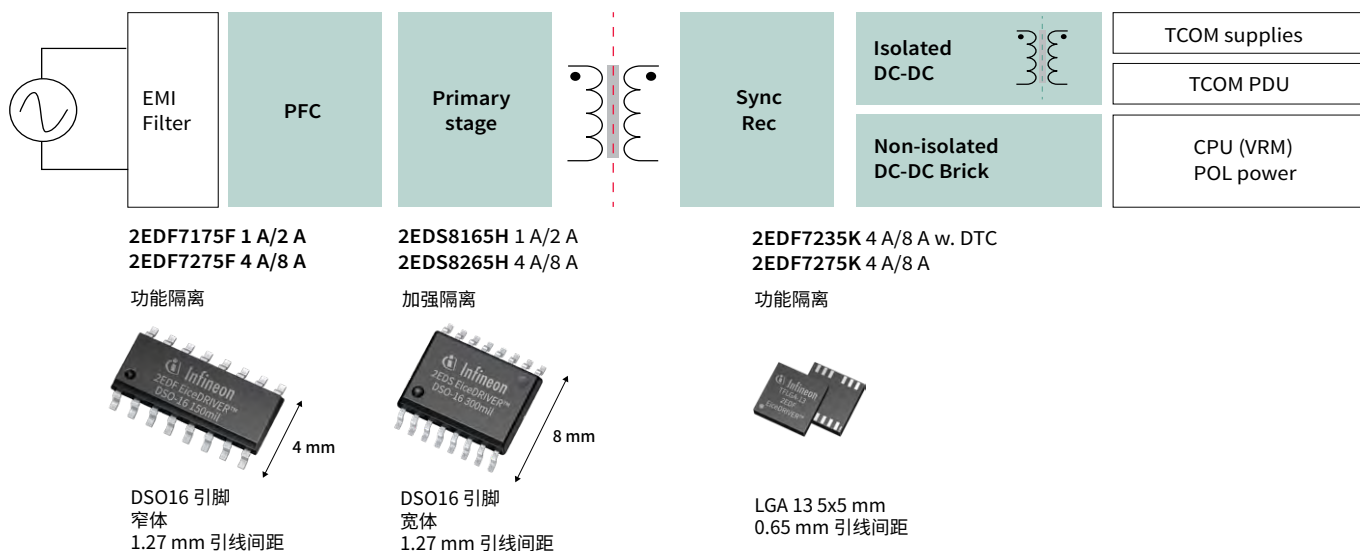 EMI
Filter
PFC
Primary
stage
Sync
Rec
Isolated
DC-DC
Non-isolated
DC-DC Brick
TCOM supplies
TCOM PDU
CPU (VRM)
POL power
2EDF7175F 1 A/2 A
2EDF7275F 4 A/8 A
功能隔离
Infineon
2EDF EiceDRIVER™
DSO-16 150mil
4 mm
DSO16 引脚
窄体
1.27 mm 引线间距
2EDS8165H 1 A/2 A
2EDS8265H 4 A/8 A
加强隔离
Infineon
2EDS EiceDRIVER™
DSO-16 300mil
8 mm
DSO16 引脚
宽体
1.27 mm 引线间距
2EDF7235K 4 A/8 A w. DTC
2EDF7275K 4 A/8 A
功能隔离
Infineon
TFLGA-13
2EDF
EiceDRIVER™
LGA 13 5x5 mm
0.65 mm 引线间距